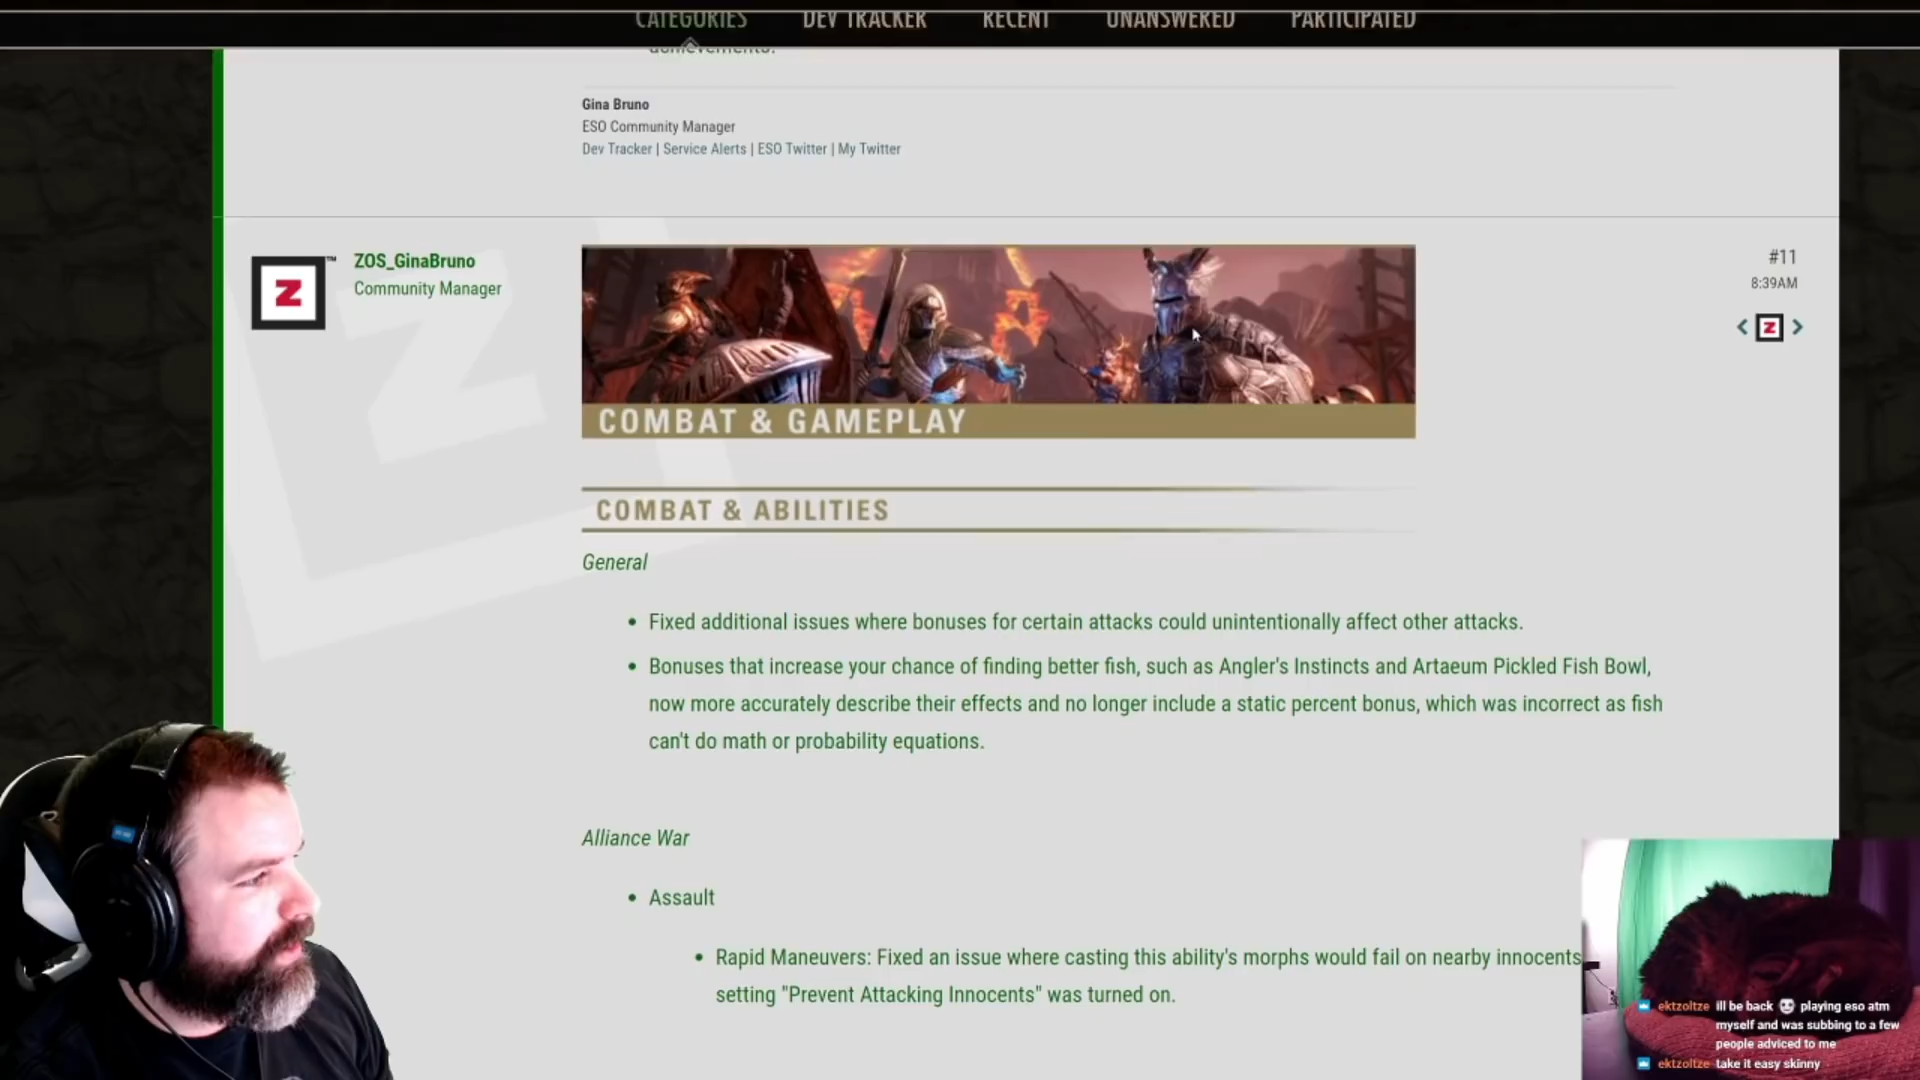 CATEGORIES DEV TRACKER RECENT UNANSWERED PARTICIPATED
achievements.
Gina Bruno
ESO Community Manager
Dev Tracker | Service Alerts | ESO Twitter | My Twitter
Z ™
ZOS_GinaBruno
Community Manager
#11
8:39AM
< Z >
COMBAT & GAMEPLAY
COMBAT & ABILITIES
General
• Fixed additional issues where bonuses for certain attacks could unintentionally affect other attacks.
• Bonuses that increase your chance of finding better fish, such as Angler's Instincts and Artaeum Pickled Fish Bowl,
now more accurately describe their effects and no longer include a static percent bonus, which was incorrect as fish
can't do math or probability equations.
Alliance War
• Assault
• Rapid Maneuvers: Fixed an issue where casting this ability's morphs would fail on nearby innocents
setting "Prevent Attacking Innocents" was turned on.
ektzoltze ill be back playing eso atm
myself and was subbing to a few
people adviced to me
ektzoltze take it easy skinny